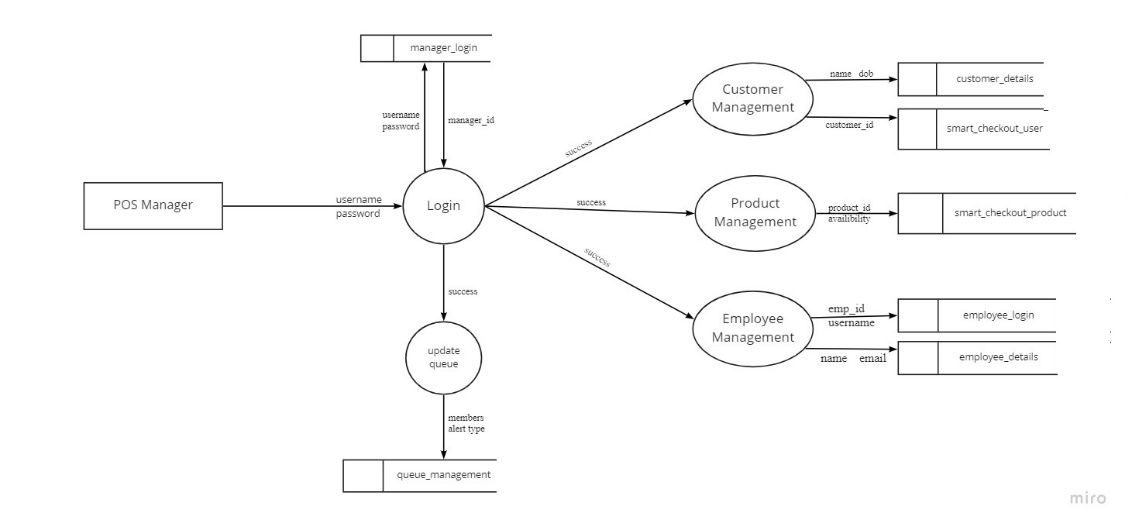 manager_login
username
password
manager_id
POS Manager
username
password
Login
success
success
success
success
Customer
Management
name dob
customer_id
customer_details
smart_checkout_user
Product
Management
product_id
availibility
smart_checkout_product
Employee
Management
emp_id
username
name email
employee_login
employee_details
update
queue
members
alert type
queue_management
miro